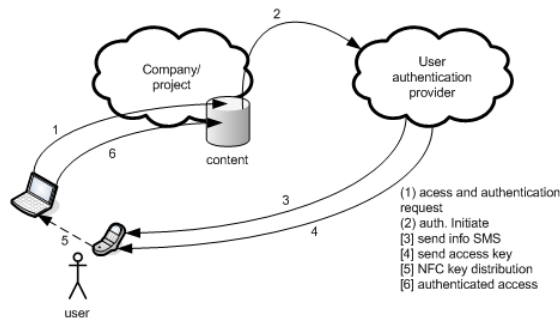 2
Company/
project
User
authentication
provider
1
6
content
3
4
5
user
(1) acess and authentication
request
(2) auth. Initiate
[3] send info SMS
[4] send access key
[5] NFC key distribution
[6] authenticated access